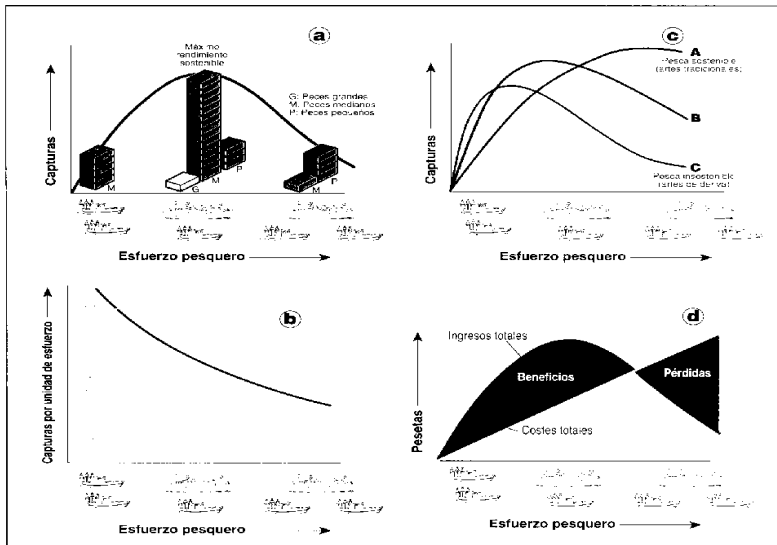 a
Máximo
rendimiento
sostenible
G: Peces grandes
M: Peces medianos
P: Peces pequeños
Capturas
M
G
M
P
M
P
Esfuerzo pesquero
c
A
Pesca sostenible
(artes tradicionales)
B
C
Pesca insostenible
(artes de deriva)
Capturas
Esfuerzo pesquero
b
Capturas por unidad de esfuerzo
Esfuerzo pesquero
d
Ingresos totales
Beneficios
Pérdidas
Costes totales
Pesetas
Esfuerzo pesquero